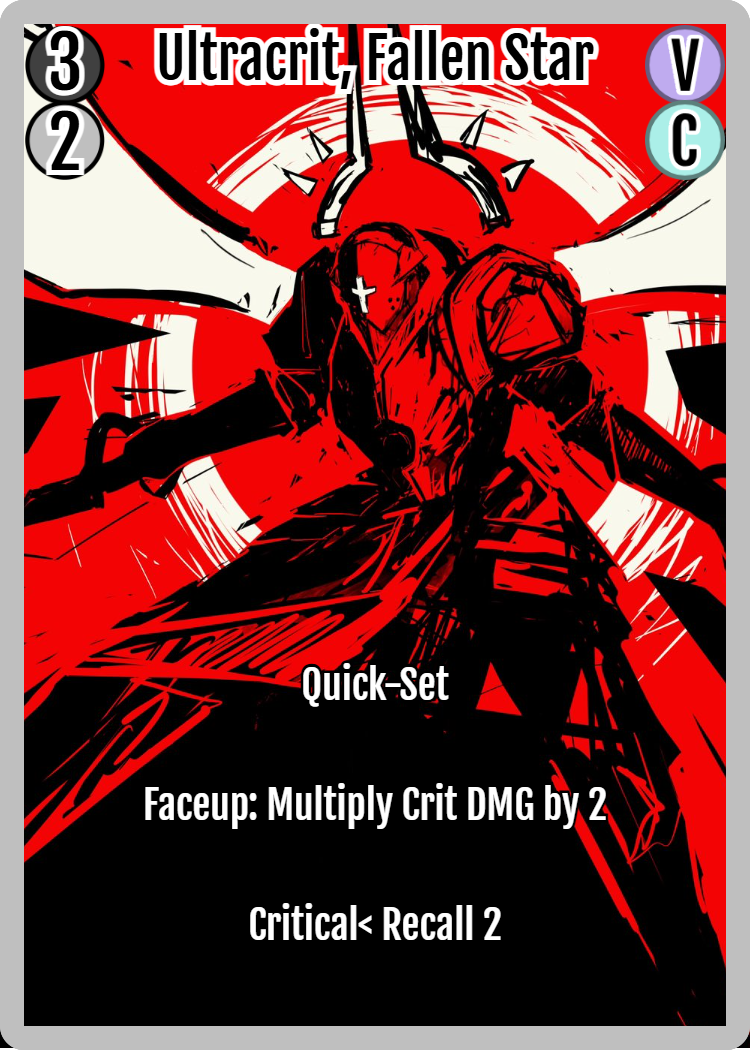 3
Ultracrit, Fallen Star
V
2
C
Quick-Set
Faceup: Multiply Crit DMG by 2
Critical< Recall 2